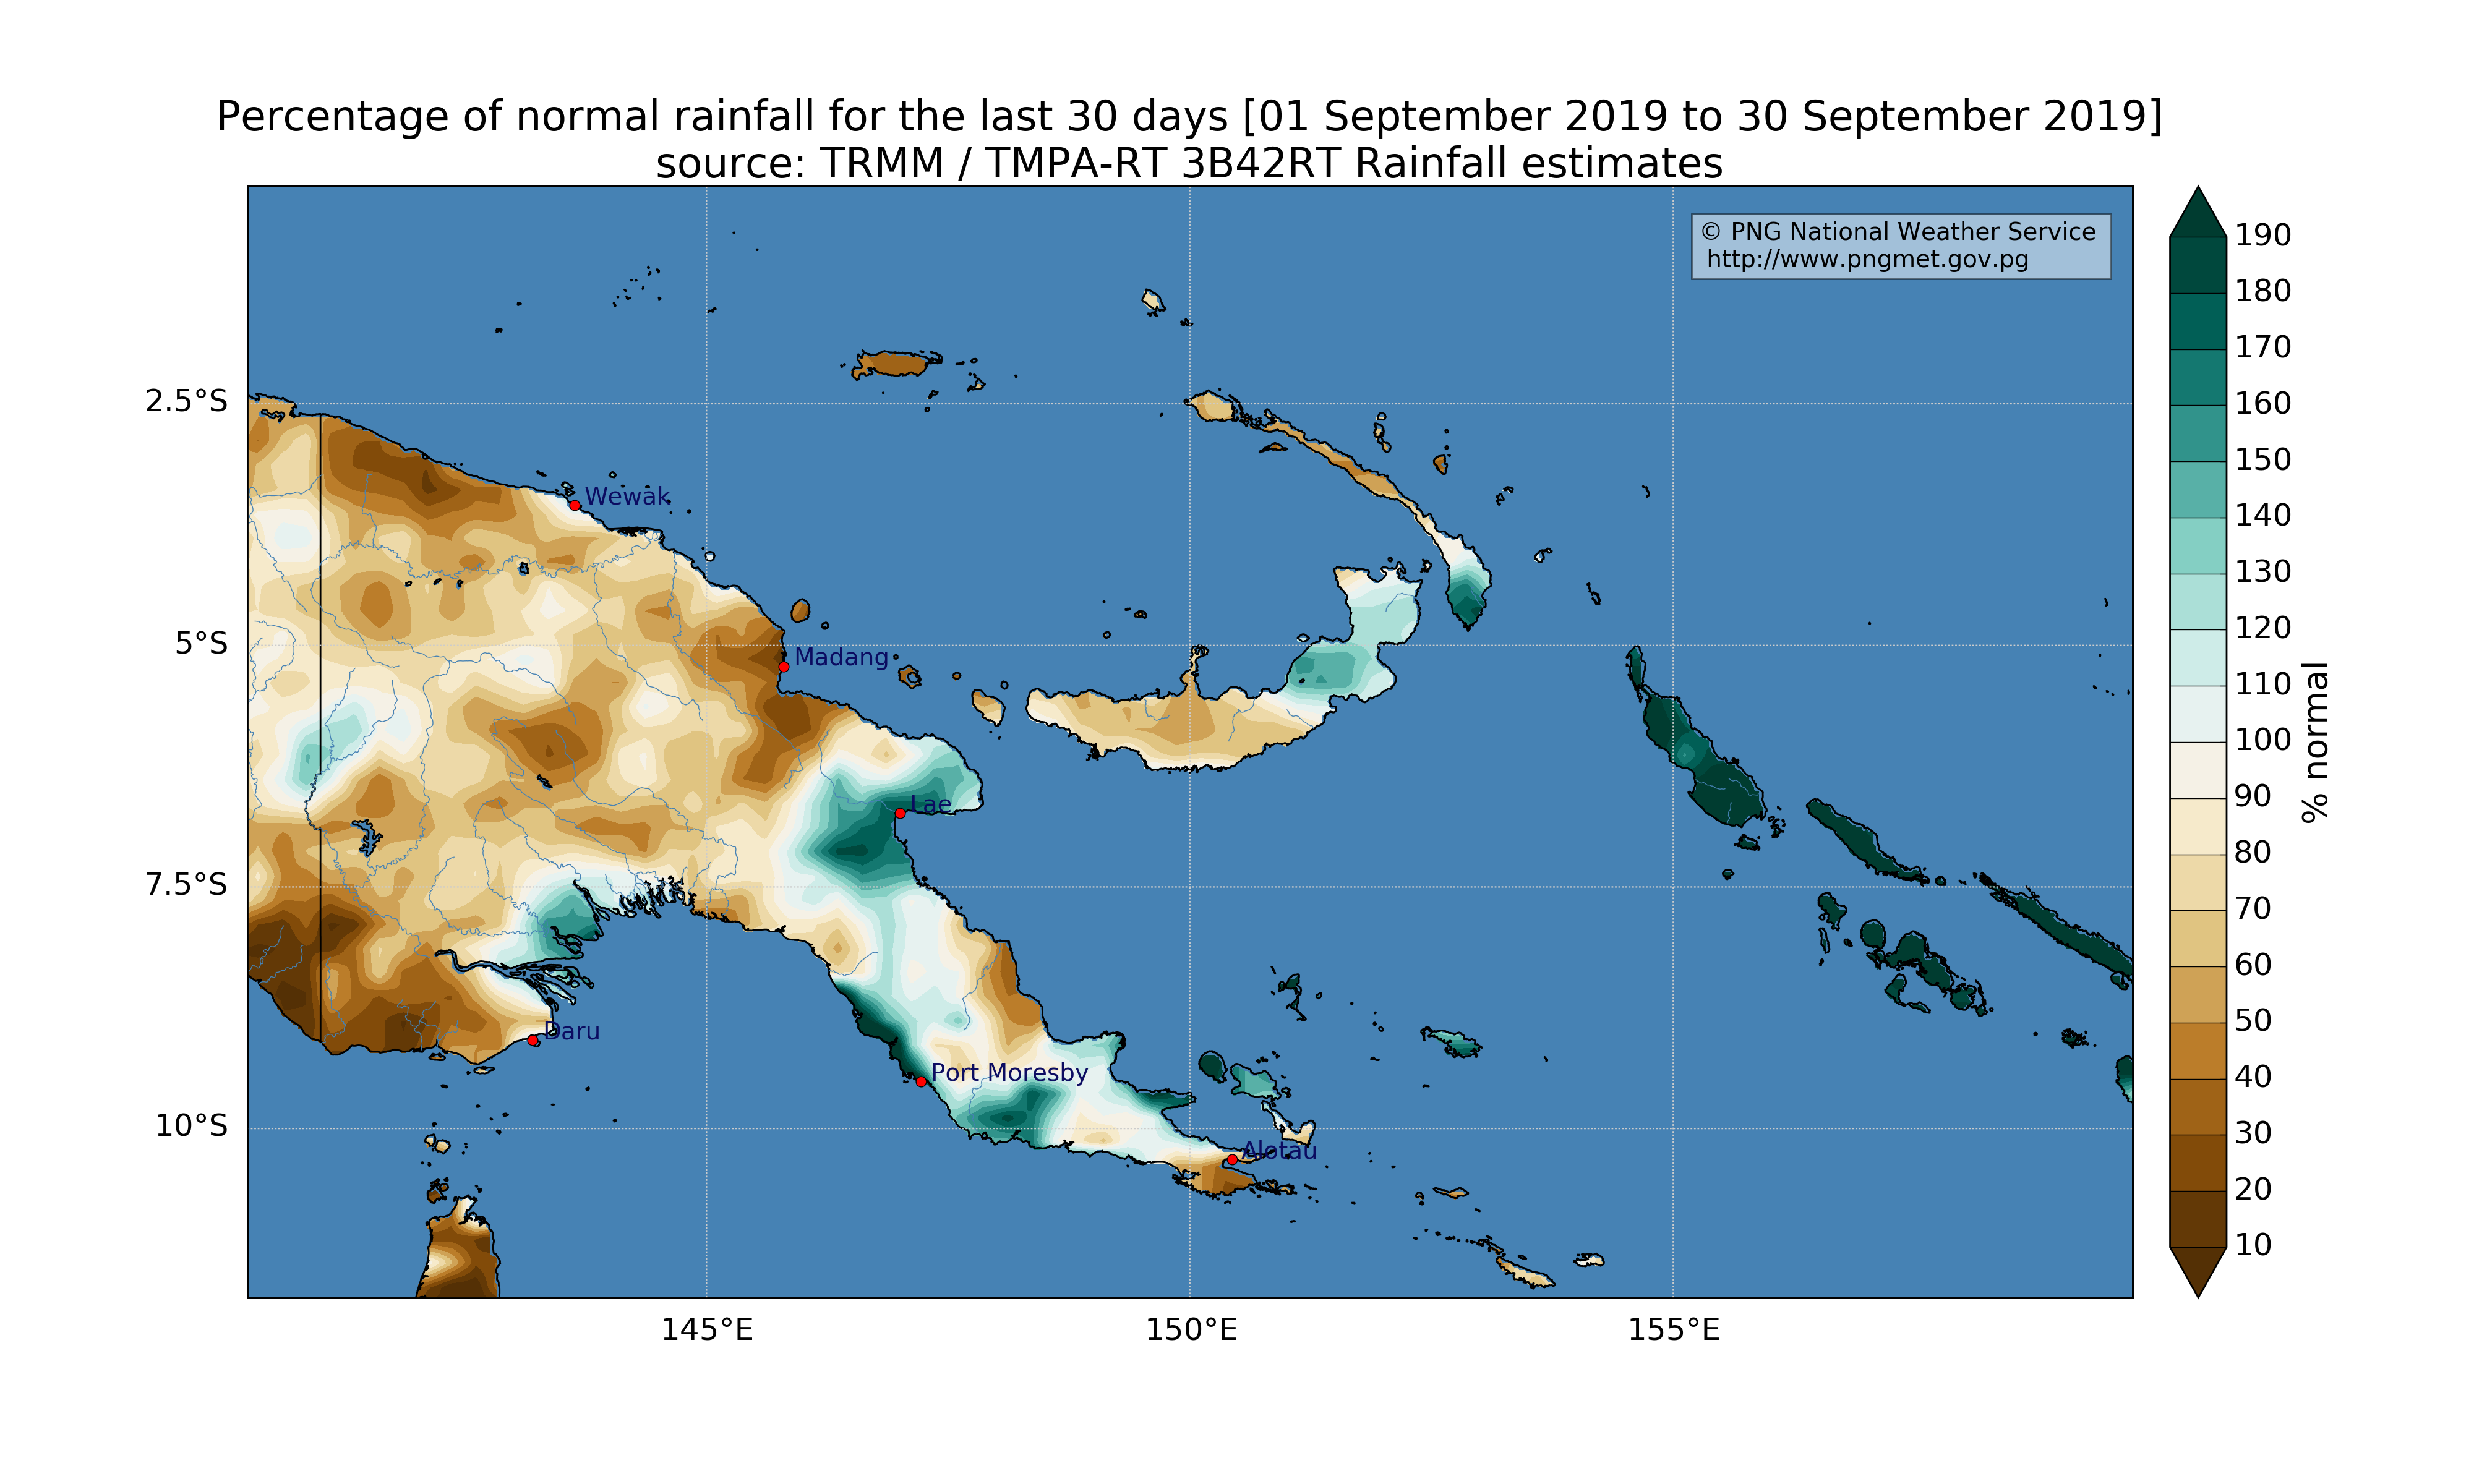 Percentage of normal rainfall for the last 30 days [01 September 2019 to 30 September 2019]
source: TRMM / TMPA-RT 3B42RT Rainfall estimates
© PNG National Weather Service
http://www.pngmet.gov.pg
2.5°S
5°S
7.5°S
10°S
145°E
150°E
155°E
Wewak
Madang
Lae
Daru
Port Moresby
Alotau
190
180
170
160
150
140
130
120
110
100
90
80
70
60
50
40
30
20
10
% normal